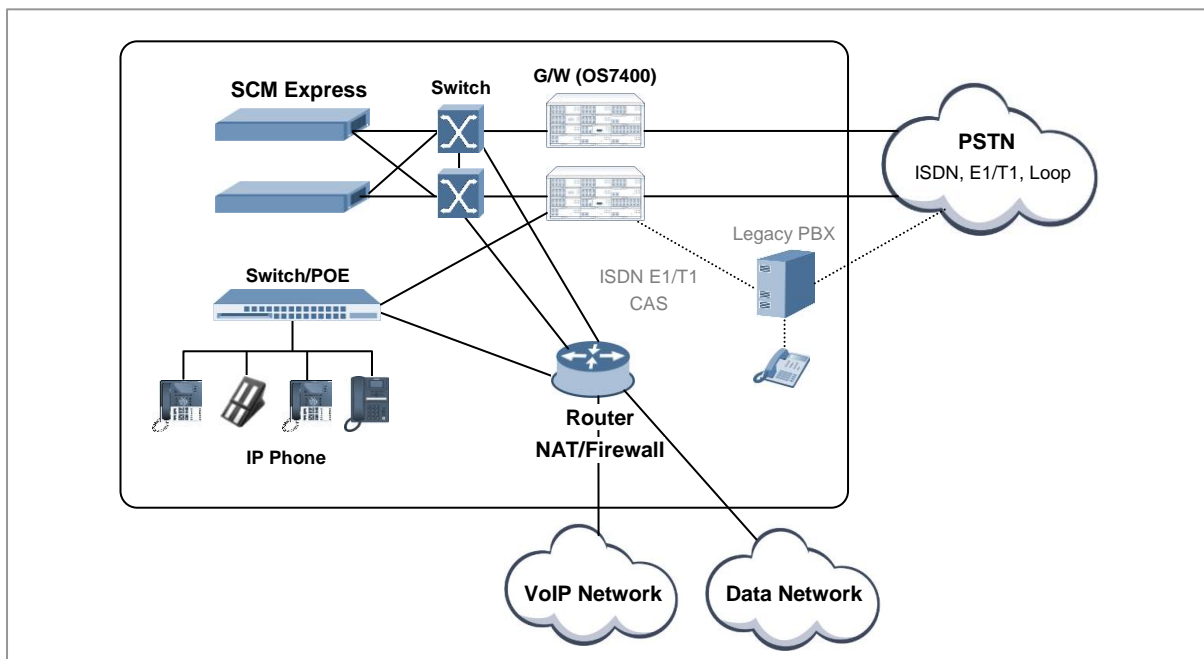 SCM Express
Switch
G/W (OS7400)
PSTN
ISDN, E1/T1, Loop
Legacy PBX
ISDN E1/T1
CAS
Switch/POE
IP Phone
Router
NAT/Firewall
VoIP Network
Data Network